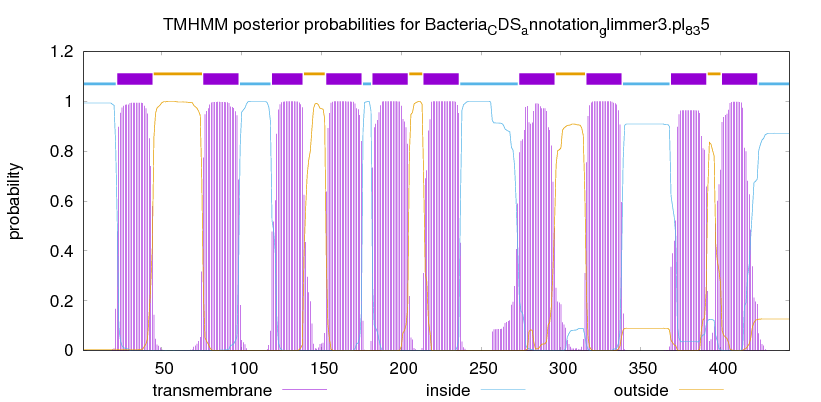 TMHMM posterior probabilities for Bacteria_CDS_annotation_glimmer3.pl_835
1.2
1
0.8
0.6
0.4
0.2
0
probability
50 100 150 200 250 300 350 400
transmembrane inside outside